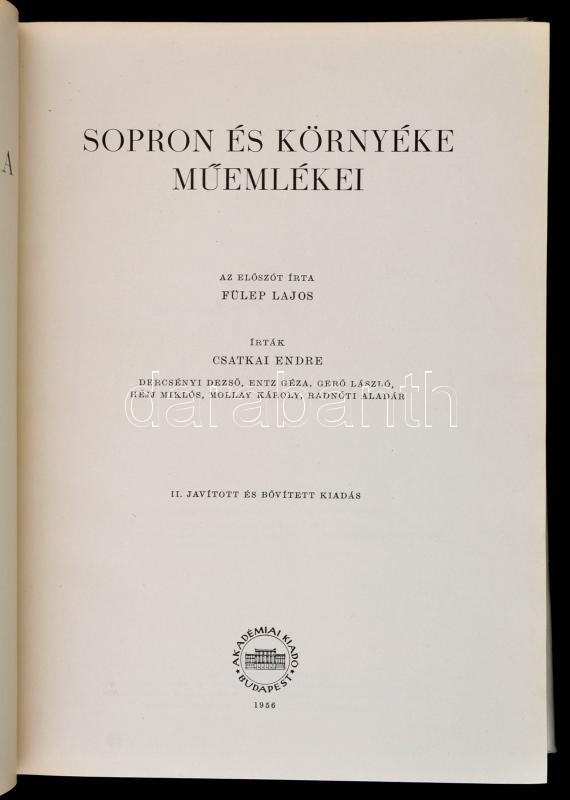 A
SOPRON ÉS KÖRNYÉKE
MŰEMLÉKEI
AZ ELŐSZÓT ÍRTA
FÜLEP LAJOS
ÍRTÁK
CSATKAI ENDRE
DERCSÉNYI DEZSŐ, ENTZ GÉZA, GERŐ LÁSZLÓ,
HÉJJ MIKLÓS, MOLLAY KÁROLY, RADNÓTI ALADÁR
darabanth
II. JAVÍTOTT ÉS BŐVÍTETT KIADÁS
AKADÉMIAI KIADÓ
BUDAPEST
1956